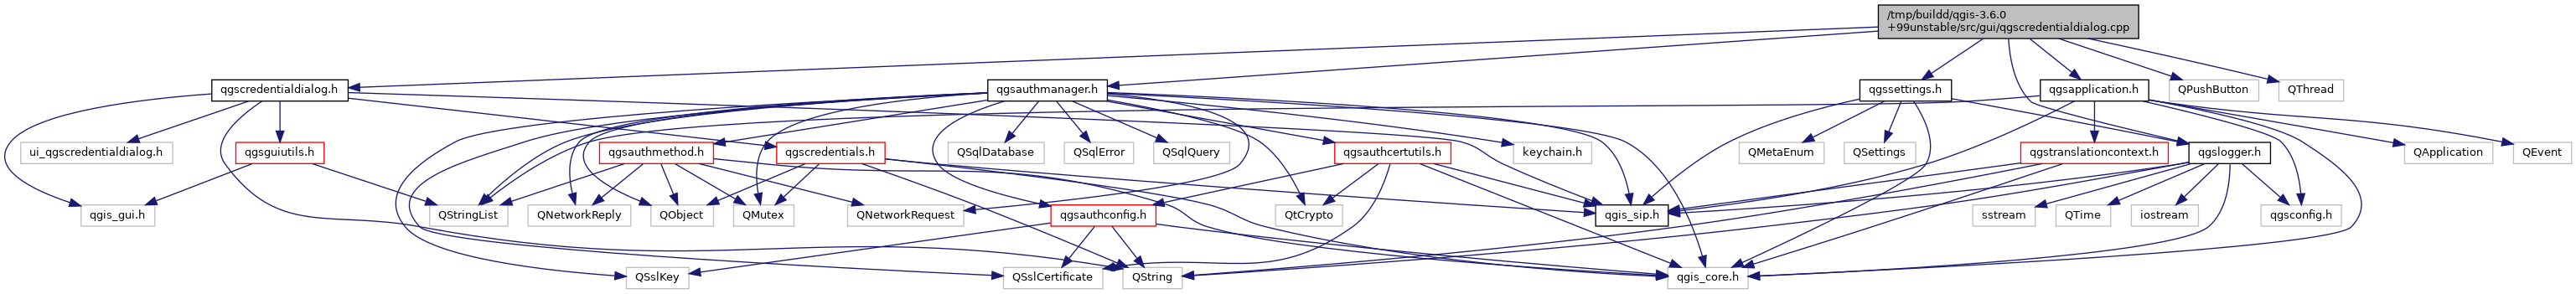 /tmp/buildd/qgis-3.6.0
+99unstable/src/gui/qgscredentialdialog.cpp
qgscredentialdialog.h
qgsauthmanager.h
qgssettings.h
qgsapplication.h
QPushButton
QThread
ui_qgscredentialdialog.h
qgsguiutils.h
qgsauthmethod.h
qgscredentials.h
QSqlDatabase
QSqlError
QSqlQuery
qgsauthcertutils.h
keychain.h
QMetaEnum
QSettings
qgstranslationcontext.h
qgslogger.h
QApplication
QEvent
qgis_gui.h
QStringList
QNetworkReply
QObject
QMutex
QNetworkRequest
qgsauthconfig.h
QtCrypto
qgis_sip.h
sstream
QTime
iostream
qgsconfig.h
QSslKey
QSslCertificate
QString
qgis_core.h